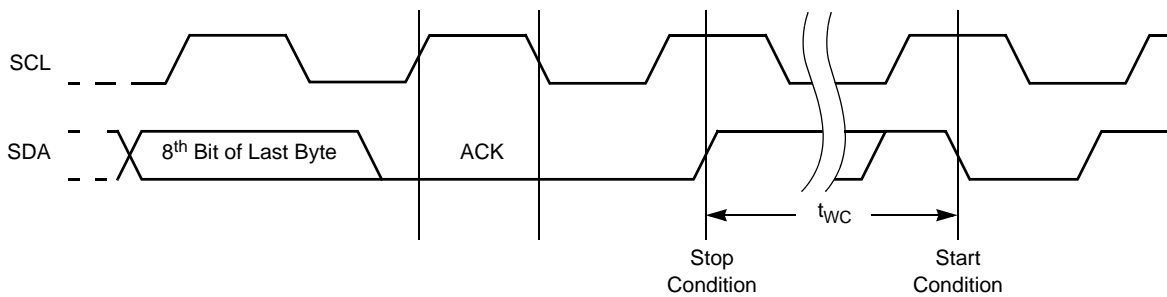 SCL
SDA
8th Bit of Last Byte
ACK
tWC
Stop
Condition
Start
Condition